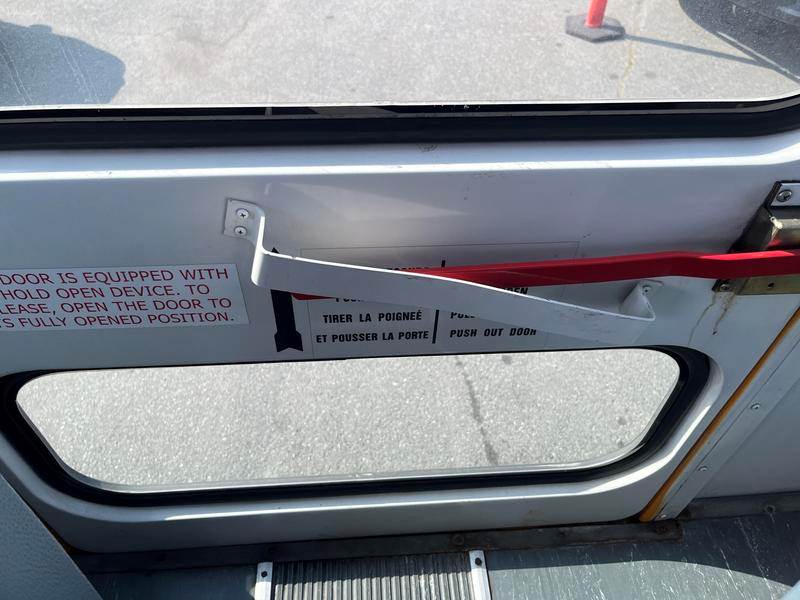 DOOR IS EQUIPPED WITH
HOLD OPEN DEVICE. TO
LEASE, OPEN THE DOOR TO
S FULLY OPENED POSITION.
TIRER LA POIGNEÉ
ET POUSSER LA PORTE
PUSH OUT DOOR